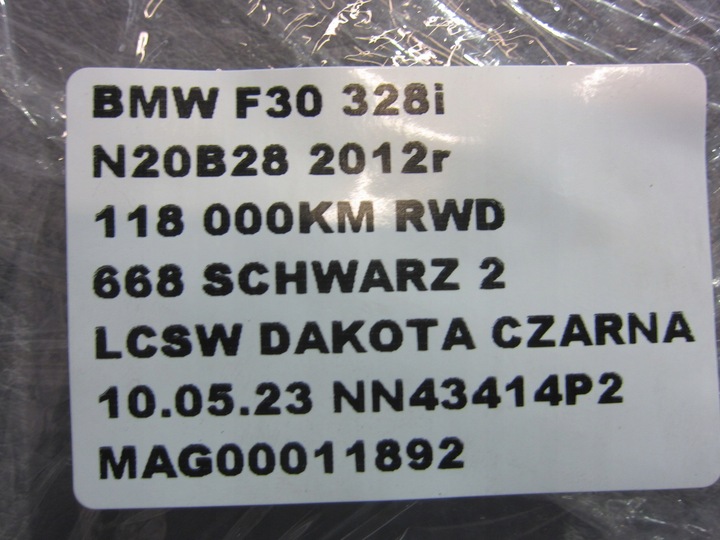 BMW F30 328i
N20B28 2012r
118 000KM RWD
668 SCHWARZ 2
LCSW DAKOTA CZARNA
10.05.23 NN43414P2
MAG00011892